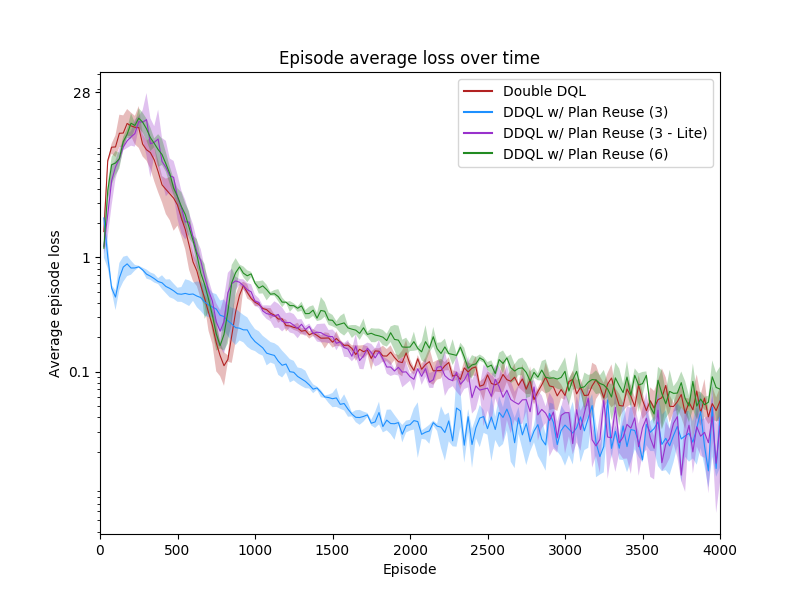 Episode average loss over time
Double DQL
DDQL w/ Plan Reuse (3)
DDQL w/ Plan Reuse (3 - Lite)
DDQL w/ Plan Reuse (6)
28
1
0.1
Average episode loss
0 500 1000 1500 2000 2500 3000 3500 4000
Episode